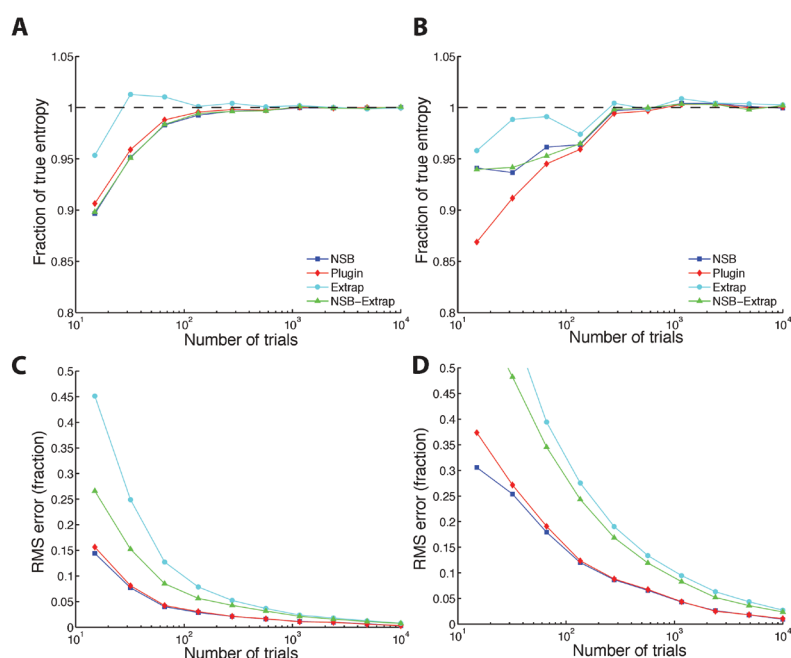 A
1.05
1
0.95
0.9
0.85
0.8
Fraction of true entropy
NSB
Plugin
Extrap
NSB–Extrap
10^1
10^2
10^3
10^4
Number of trials
B
1.05
1
0.95
0.9
0.85
0.8
Fraction of true entropy
NSB
Plugin
Extrap
NSB–Extrap
10^1
10^2
10^3
10^4
Number of trials
C
0.5
0.45
0.4
0.35
0.3
0.25
0.2
0.15
0.1
0.05
0
RMS error (fraction)
10^1
10^2
10^3
10^4
Number of trials
D
0.5
0.45
0.4
0.35
0.3
0.25
0.2
0.15
0.1
0.05
0
RMS error (fraction)
10^1
10^2
10^3
10^4
Number of trials